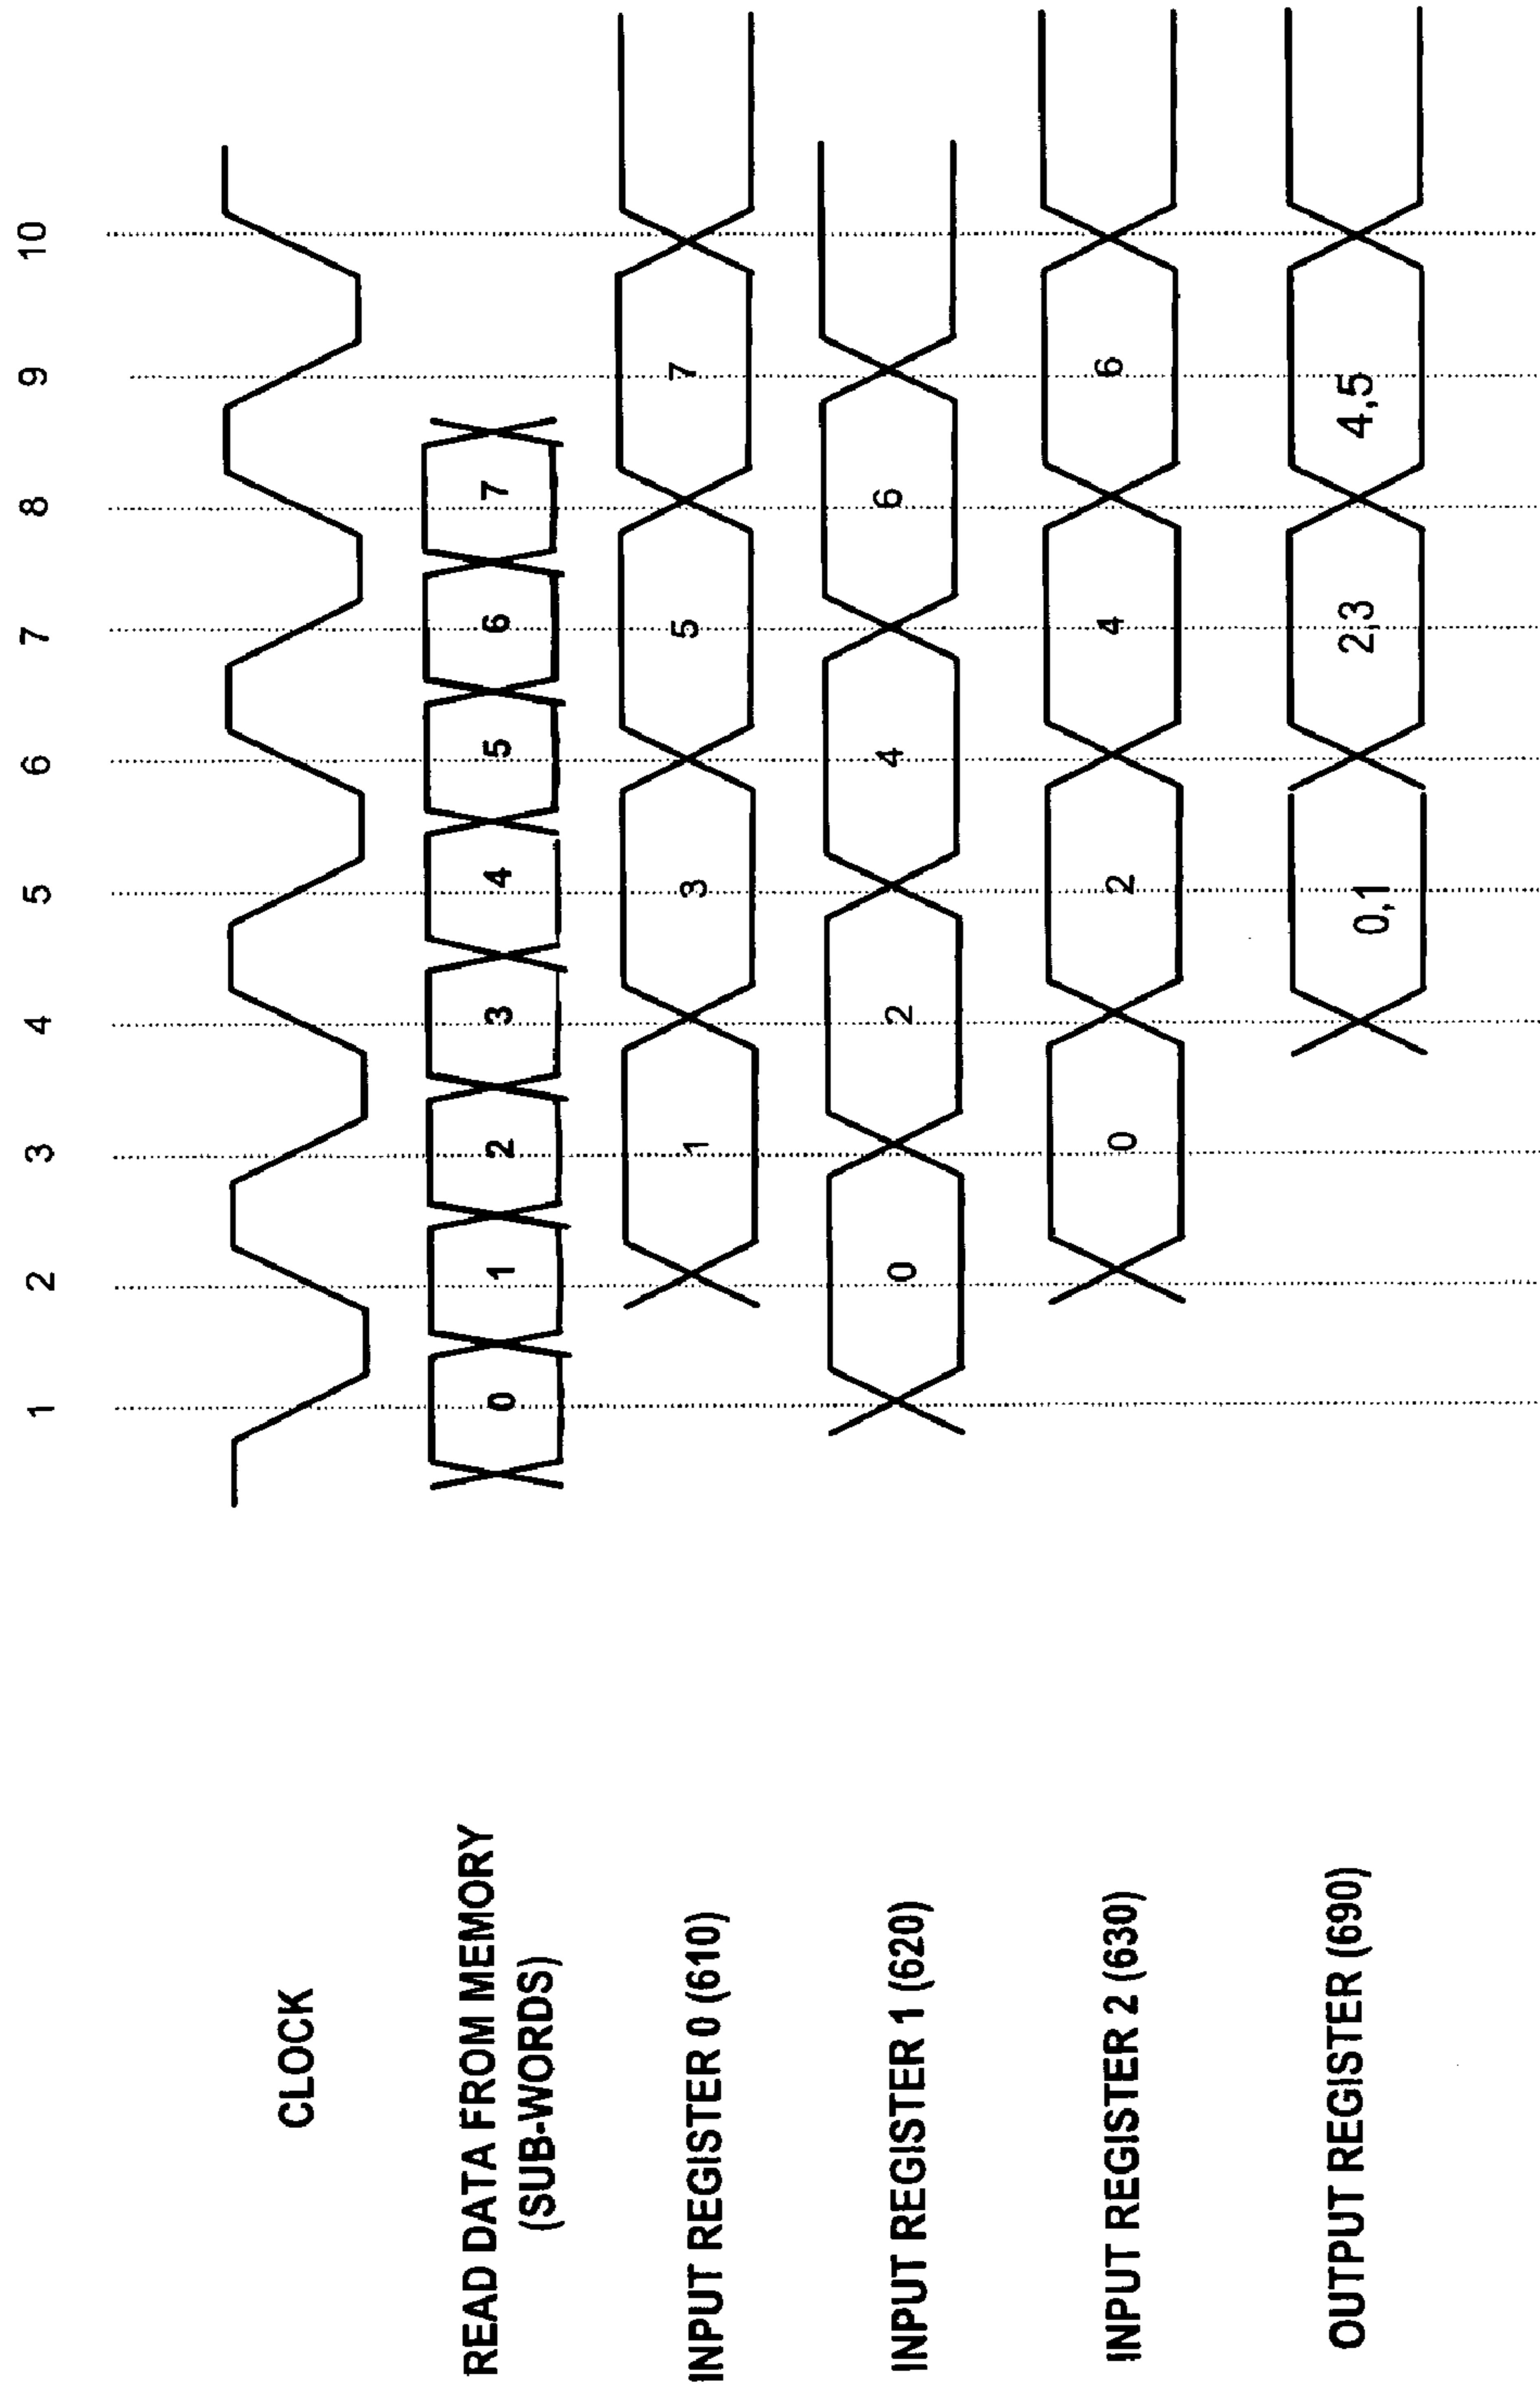 1 2 3 4 5 6 7 8 9 10
CLOCK
READ DATA FROM MEMORY
(SUB-WORDS)
0 1 2 3 4 5 6 7
INPUT REGISTER 0 (610)
1 3 5 7
INPUT REGISTER 1 (620)
0 2 4 6
INPUT REGISTER 2 (630)
0 2 4 6
OUTPUT REGISTER (690)
0,1 2,3 4,5